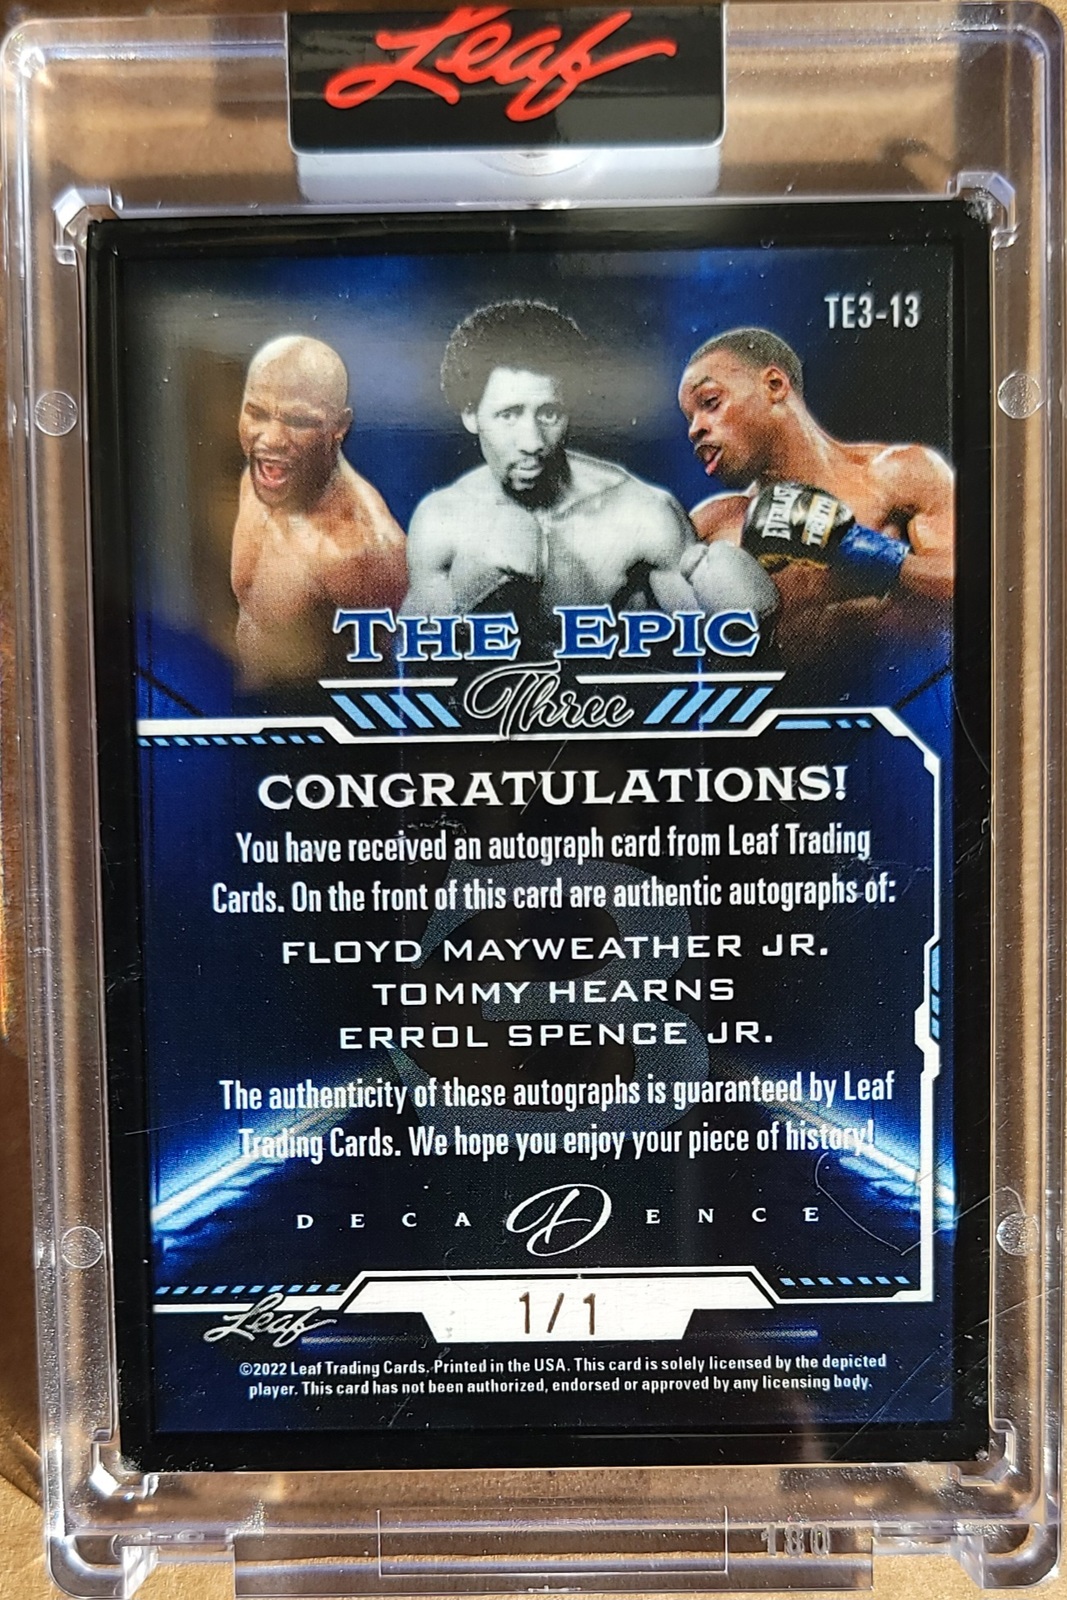 Leaf
TE3-13
EVERLAST
TRUTH
THE EPIC
Three
CONGRATULATIONS!
You have received an autograph card from Leaf Trading
Cards. On the front of this card are authentic autographs of:
FLOYD MAYWEATHER JR.
TOMMY HEARNS
ERROL SPENCE JR.
The authenticity of these autographs is guaranteed by Leaf
Trading Cards. We hope you enjoy your piece of history!
DECADENCE
1/1
Leaf
©2022 Leaf Trading Cards. Printed in the USA. This card is solely licensed by the depicted
player. This card has not been authorized, endorsed or approved by any licensing body.
180